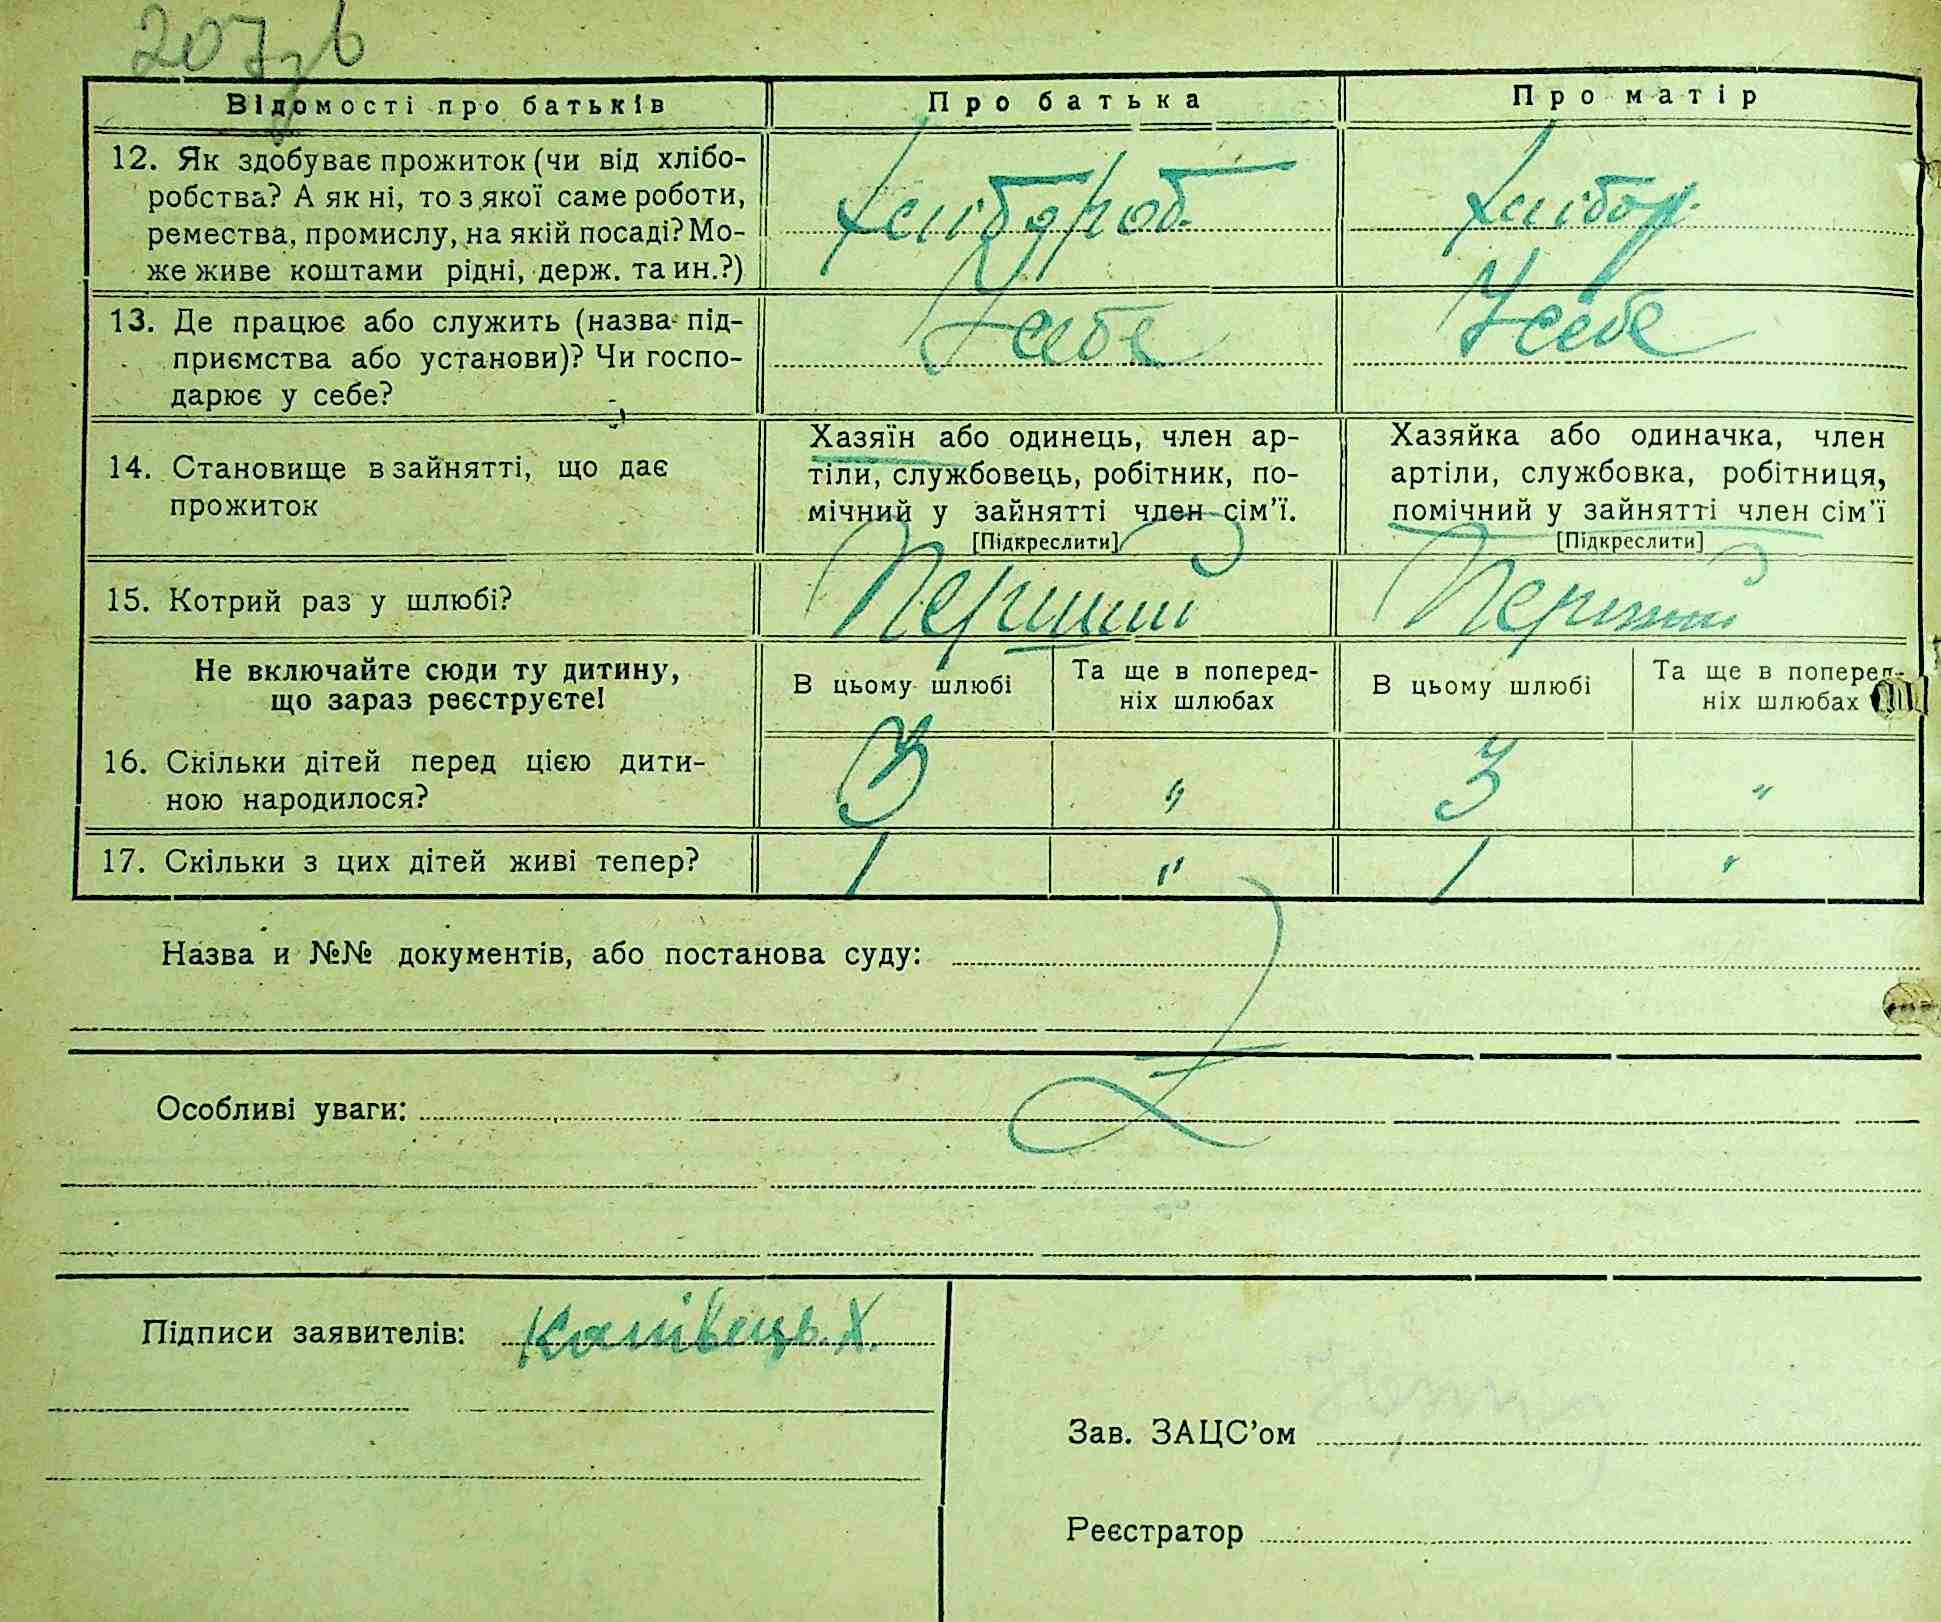 207зв
Відомості про батьків Про батька Про матір
12. Як здобуває прожиток (чи від хлібо-
робства? А як ні, то з якої саме роботи,
ремества, промислу, на якій посаді? Мо-
же живе коштами рідні, держ. та ин.?)
Хлібороб. Хлібор.
13. Де працює або служить (назва під-
приємства або установи)? Чи госпо-
дарює у себе?
У себе У себе
14. Становище в зайнятті, що дає
прожиток
Хазяїн або одинець, член ар-
тіли, службовець, робітник, по-
мічний у зайнятті член сім'ї.
[Підкреслити]
Хазяйка або одиначка, член
артіли, службовка, робітниця,
помічний у зайнятті член сім'ї
[Підкреслити]
15. Котрий раз у шлюбі? Перший Перший
Не включайте сюди ту дитину,
що зараз реєструєте!
В цьому шлюбі
Та ще в поперед-
ніх шлюбах
В цьому шлюбі
Та ще в поперед-
ніх шлюбах
16. Скільки дітей перед цією дити-
ною народилося?
3 " 3 "
17. Скільки з цих дітей живі тепер? 1 " 1 "
Назва и №№ документів, або постанова суду:
Особливі уваги:
Підписи заявителів: Канівець. Х.
Зав. ЗАЦС'ом
Реєстратор